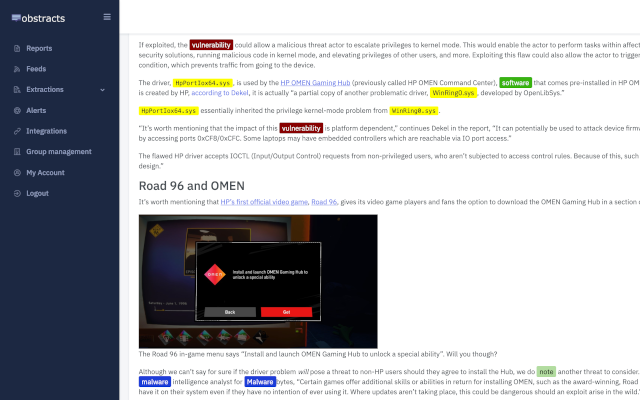 obstracts
Reports
Feeds
Extractions
Alerts
Integrations
Group management
My Account
Logout
If exploited, the vulnerability could allow a malicious threat actor to escalate privileges to kernel mode. This would enable the actor to perform tasks within affect
security solutions, running malicious code in kernel mode, and elevating privileges of other users, and more. Exploiting this flaw could also allow the actor to trigger
condition, which prevents traffic from going to the device.
The driver, HpPortIox64.sys, is used by the HP OMEN Gaming Hub (previously called HP OMEN Command Center), software that comes pre-installed in HP OM
is created by HP, according to Dekel, it is actually “a partial copy of another problematic driver, WinRing0.sys, developed by OpenLibSys.”
HpPortIox64.sys essentially inherited the privilege kernel-mode problem from WinRing0.sys.
“It’s worth mentioning that the impact of this vulnerability is platform dependent,” continues Dekel in the report, “It can potentially be used to attack device firmw
by accessing ports 0xCF8/0xCFC. Some laptops may have embedded controllers which are reachable via IO port access.”
The flawed HP driver accepts IOCTL (Input/Output Control) requests from non-privileged users, who aren’t subjected to access control rules. Because of this, such
design.”
Road 96 and OMEN
It’s worth mentioning that HP’s first official video game, Road 96, gives its video game players and fans the option to download the OMEN Gaming Hub in a section
OMEN
Install and launch OMEN Gaming Hub to
unlock a special ability
Back
Get
The Road 96 in-game menu says “Install and launch OMEN Gaming Hub to unlock a special ability”. Will you though?
Although we can’t say for sure if the driver problem will pose a threat to non-HP users should they agree to install the Hub, we do note another threat to consider.
malware intelligence analyst for Malwarebytes, “Certain games offer additional skills or abilities in return for installing OMEN, such as the award-winning, Road
have it on their system even if they have no intention of ever using it. Where updates aren’t taking place, this could be dangerous should an exploit arise in the wild.”